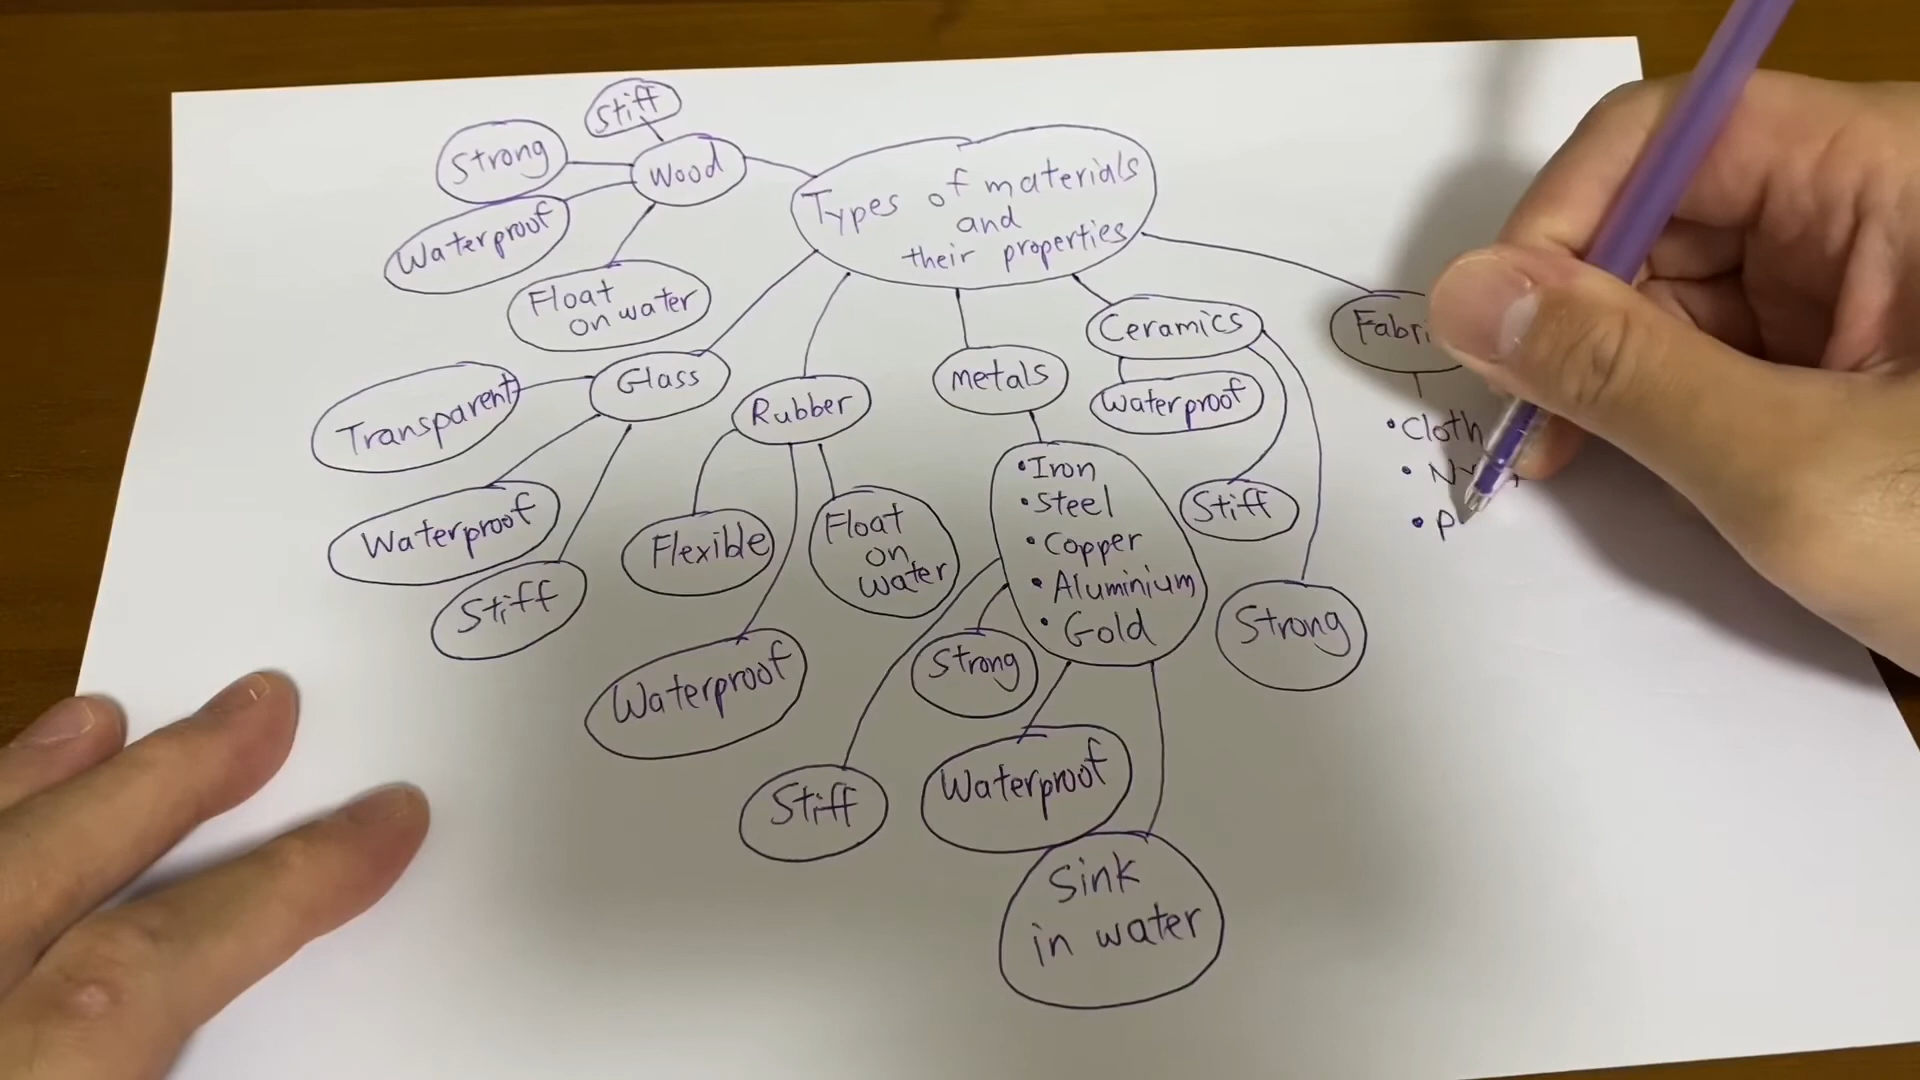 Types of materials
and
their properties
Wood
Stiff
Strong
Waterproof
Float
on water
Glass
Transparent
Waterproof
Stiff
Rubber
Flexible
Waterproof
Float
on
water
Metals
•Iron
•Steel
•Copper
•Aluminium
•Gold
Strong
Stiff
Waterproof
Sink
in water
Ceramics
Waterproof
Stiff
Strong
•Cloth